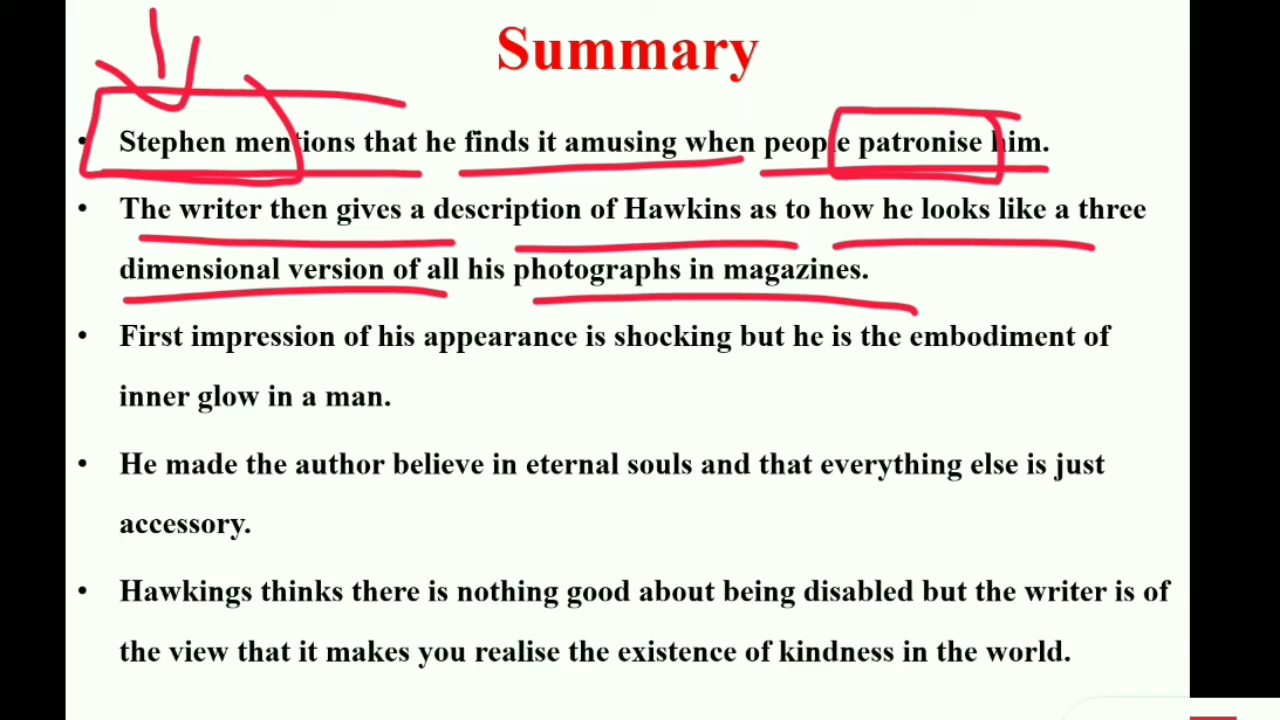 Summary
• Stephen mentions that he finds it amusing when people patronise him.
• The writer then gives a description of Hawkins as to how he looks like a three
dimensional version of all his photographs in magazines.
• First impression of his appearance is shocking but he is the embodiment of
inner glow in a man.
• He made the author believe in eternal souls and that everything else is just
accessory.
• Hawkings thinks there is nothing good about being disabled but the writer is of
the view that it makes you realise the existence of kindness in the world.